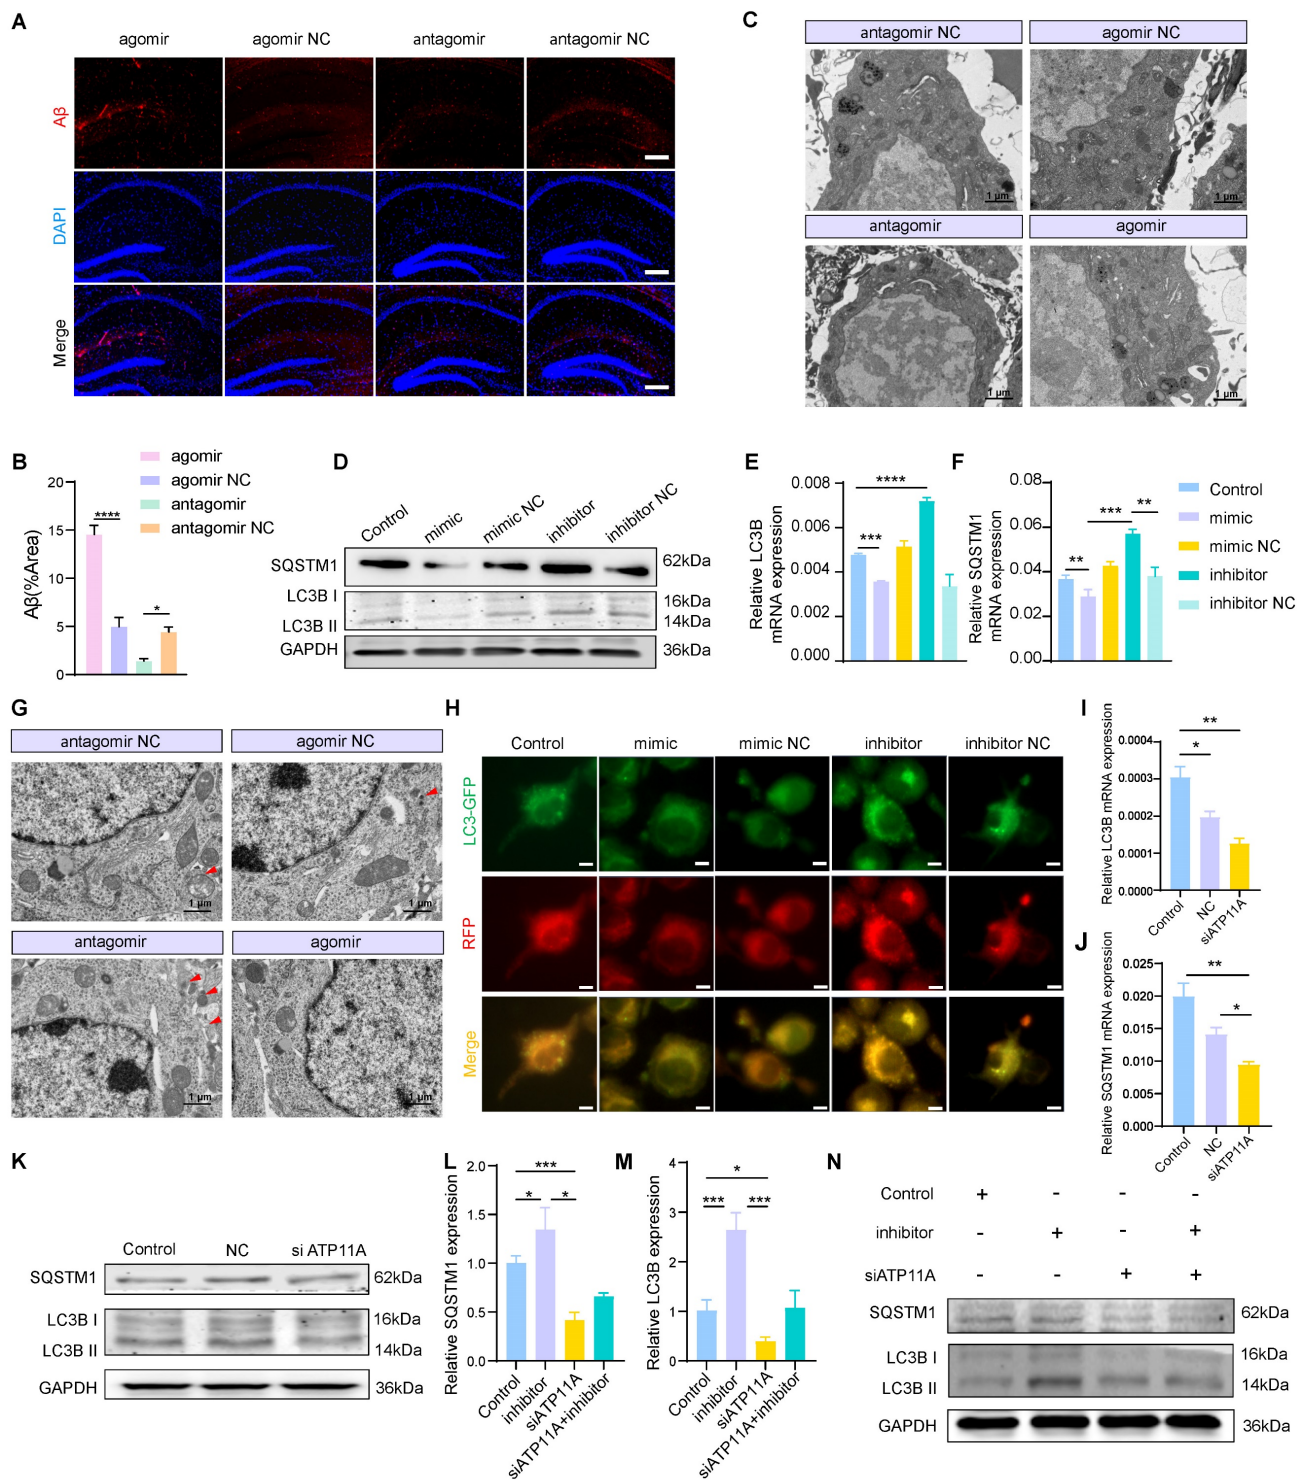 A
agomir
agomir NC
antagomir
antagomir NC
Aβ
DAPI
Merge
B
agomir
agomir NC
antagomir
antagomir NC
Aβ(%Area)
20
15
10
5
0
****
*
C
antagomir NC
agomir NC
1 μm
1 μm
antagomir
agomir
1 μm
1 μm
D
Control
mimic
mimic NC
inhibitor
inhibitor NC
SQSTM1
62kDa
LC3B I
16kDa
LC3B II
14kDa
GAPDH
36kDa
E
Relative LC3B
mRNA expression
0.008
0.006
0.004
0.002
0.000
****
***
F
Relative SQSTM1
mRNA expression
0.08
0.06
0.04
0.02
0.00
**
***
**
Control
mimic
mimic NC
inhibitor
inhibitor NC
G
antagomir NC
agomir NC
1 μm
1 μm
antagomir
agomir
1 μm
1 μm
H
Control
mimic
mimic NC
inhibitor
inhibitor NC
LC3-GFP
RFP
Merge
I
Relative LC3B mRNA expression
0.0004
0.0003
0.0002
0.0001
0.0000
**
*
Control
NC
siATP11A
J
Relative SQSTM1 mRNA expression
0.025
0.020
0.015
0.010
0.005
0.000
**
*
Control
NC
siATP11A
K
Control
NC
si ATP11A
SQSTM1
62kDa
LC3B I
16kDa
LC3B II
14kDa
GAPDH
36kDa
L
Relative SQSTM1 expression
2.0
1.5
1.0
0.5
0.0
***
*
*
Control
inhibitor
siATP11A
siATP11A+inhibitor
M
Relative LC3B expression
4
3
2
1
0
*
***
***
Control
inhibitor
siATP11A
siATP11A+inhibitor
N
Control + - - -
inhibitor - + - +
siATP11A - - + +
SQSTM1
62kDa
LC3B I
16kDa
LC3B II
14kDa
GAPDH
36kDa